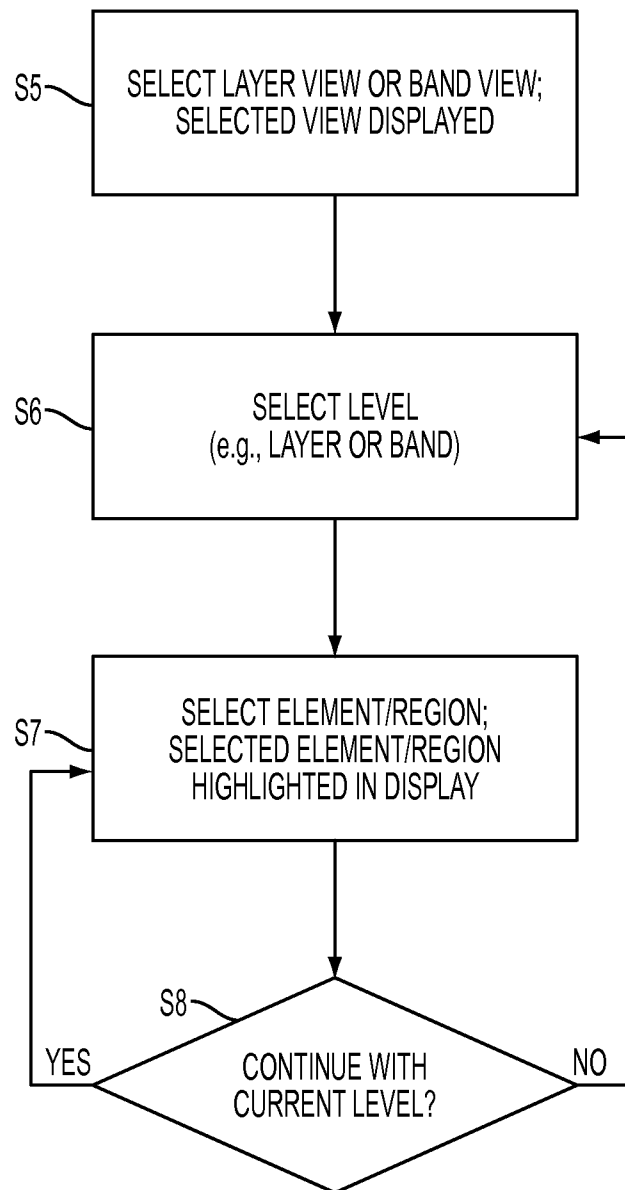 S5
SELECT LAYER VIEW OR BAND VIEW;
SELECTED VIEW DISPLAYED
S6
SELECT LEVEL
(e.g., LAYER OR BAND)
S7
SELECT ELEMENT/REGION;
SELECTED ELEMENT/REGION
HIGHLIGHTED IN DISPLAY
S8
YES
CONTINUE WITH
CURRENT LEVEL?
NO